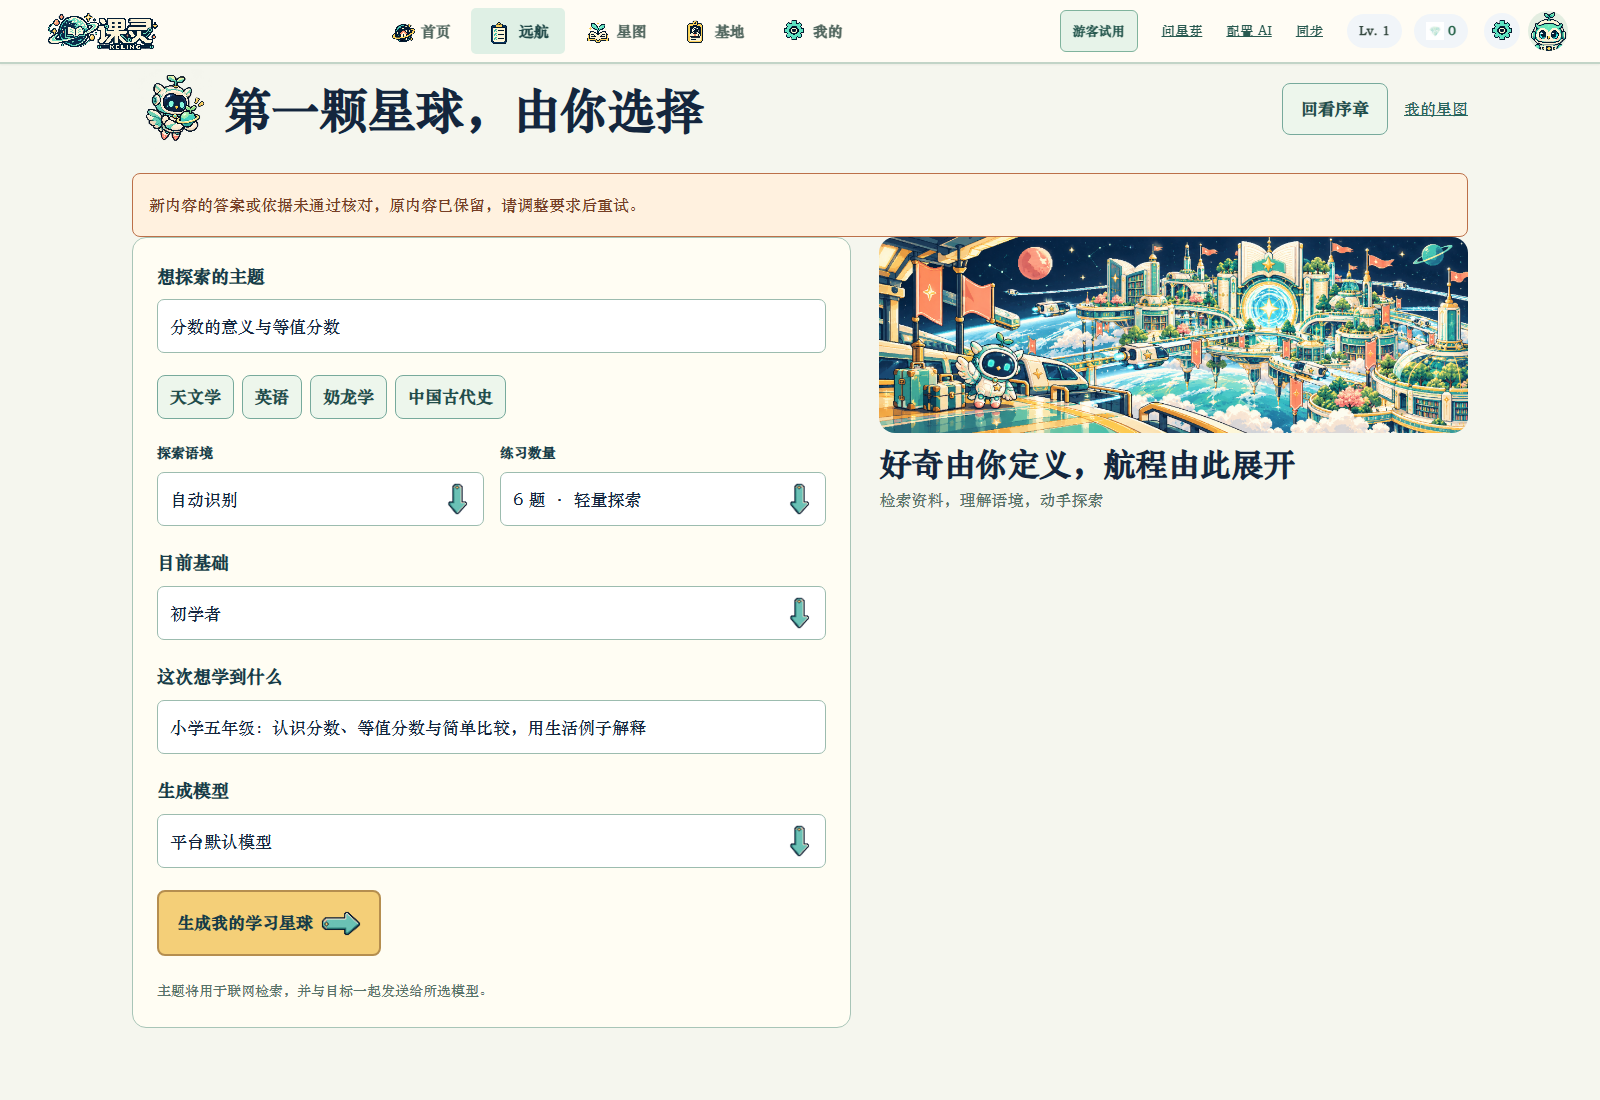 课灵
KELING
首页
远航
星图
基地
我的
游客试用
问星芽
配置 AI
同步
Lv. 1
0
第一颗星球，由你选择
回看序章
我的星图
新内容的答案或依据未通过核对，原内容已保留，请调整要求后重试。
想探索的主题
分数的意义与等值分数
天文学
英语
奶龙学
中国古代史
探索语境
练习数量
自动识别
6 题 · 轻量探索
目前基础
初学者
这次想学到什么
小学五年级：认识分数、等值分数与简单比较，用生活例子解释
生成模型
平台默认模型
生成我的学习星球
主题将用于联网检索，并与目标一起发送给所选模型。
好奇由你定义，航程由此展开
检索资料，理解语境，动手探索